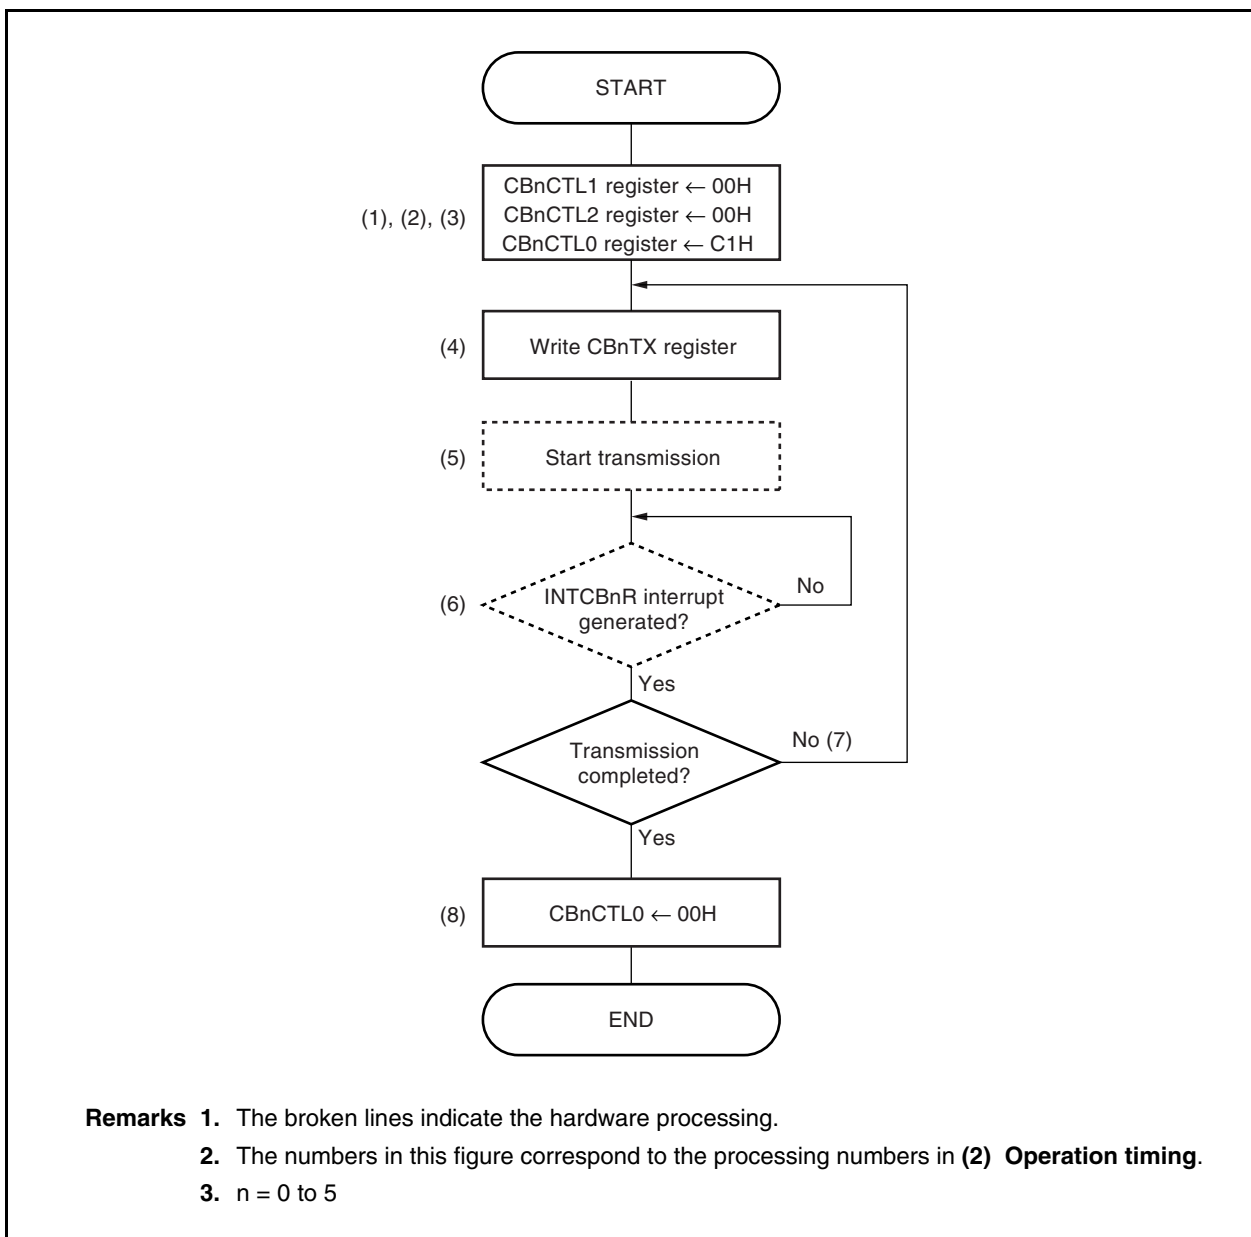 START
(1), (2), (3)
CBnCTL1 register ← 00H
CBnCTL2 register ← 00H
CBnCTL0 register ← C1H
(4)
Write CBnTX register
(5)
Start transmission
(6)
INTCBnR interrupt
generated?
No
Yes
Transmission
completed?
No (7)
Yes
(8)
CBnCTL0 ← 00H
END
Remarks 1. The broken lines indicate the hardware processing.
2. The numbers in this figure correspond to the processing numbers in (2) Operation timing.
3. n = 0 to 5